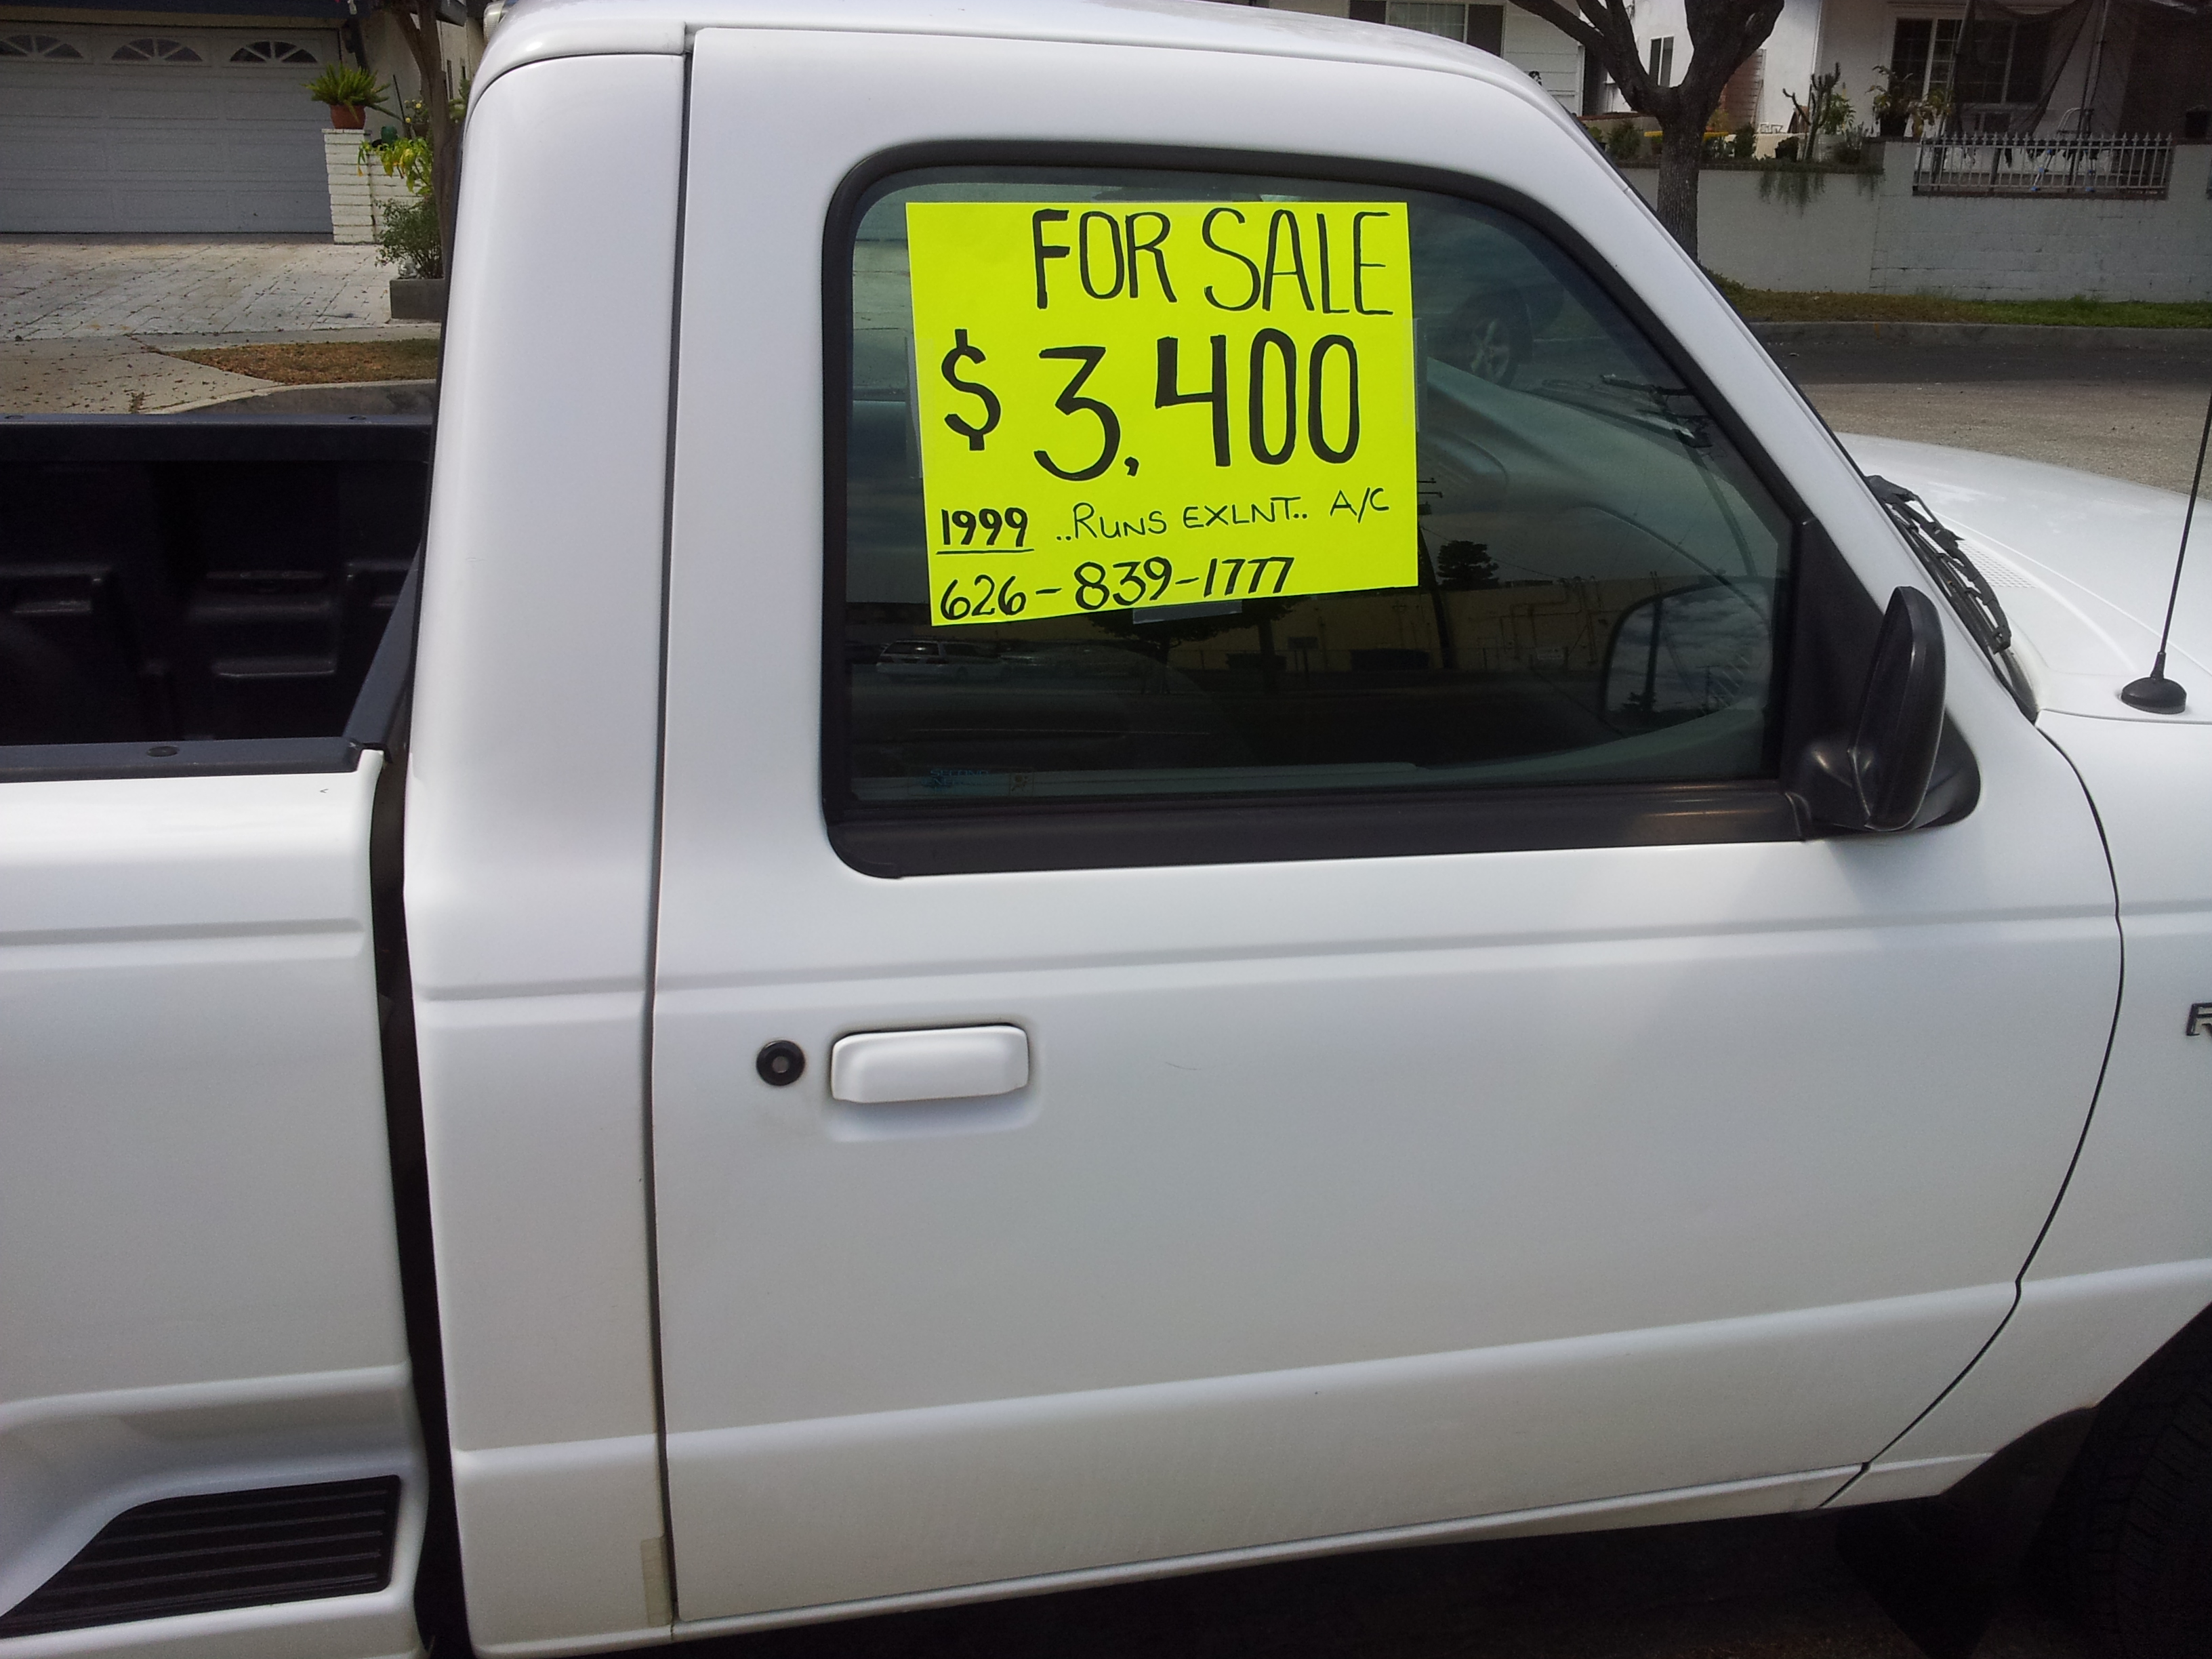 FOR SALE
$3,400
1999 ..RUNS EXLNT.. A/C
626-839-1777
R